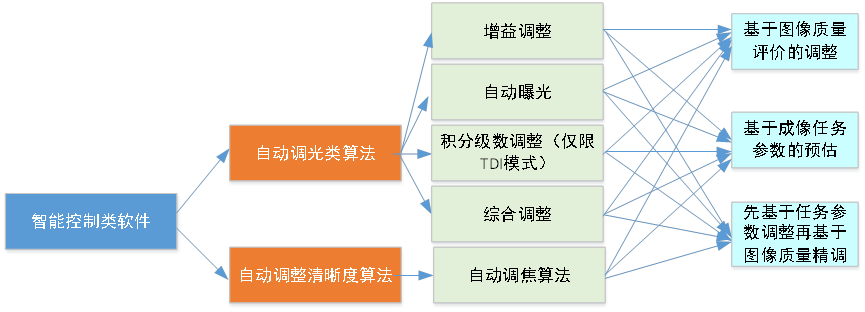 智能控制类软件
自动调光类算法
自动调整清晰度算法
增益调整
自动曝光
积分级数调整（仅限
TDI模式）
综合调整
自动调焦算法
基于图像质量
评价的调整
基于成像任务
参数的预估
先基于任务参
数调整再基于
图像质量精调